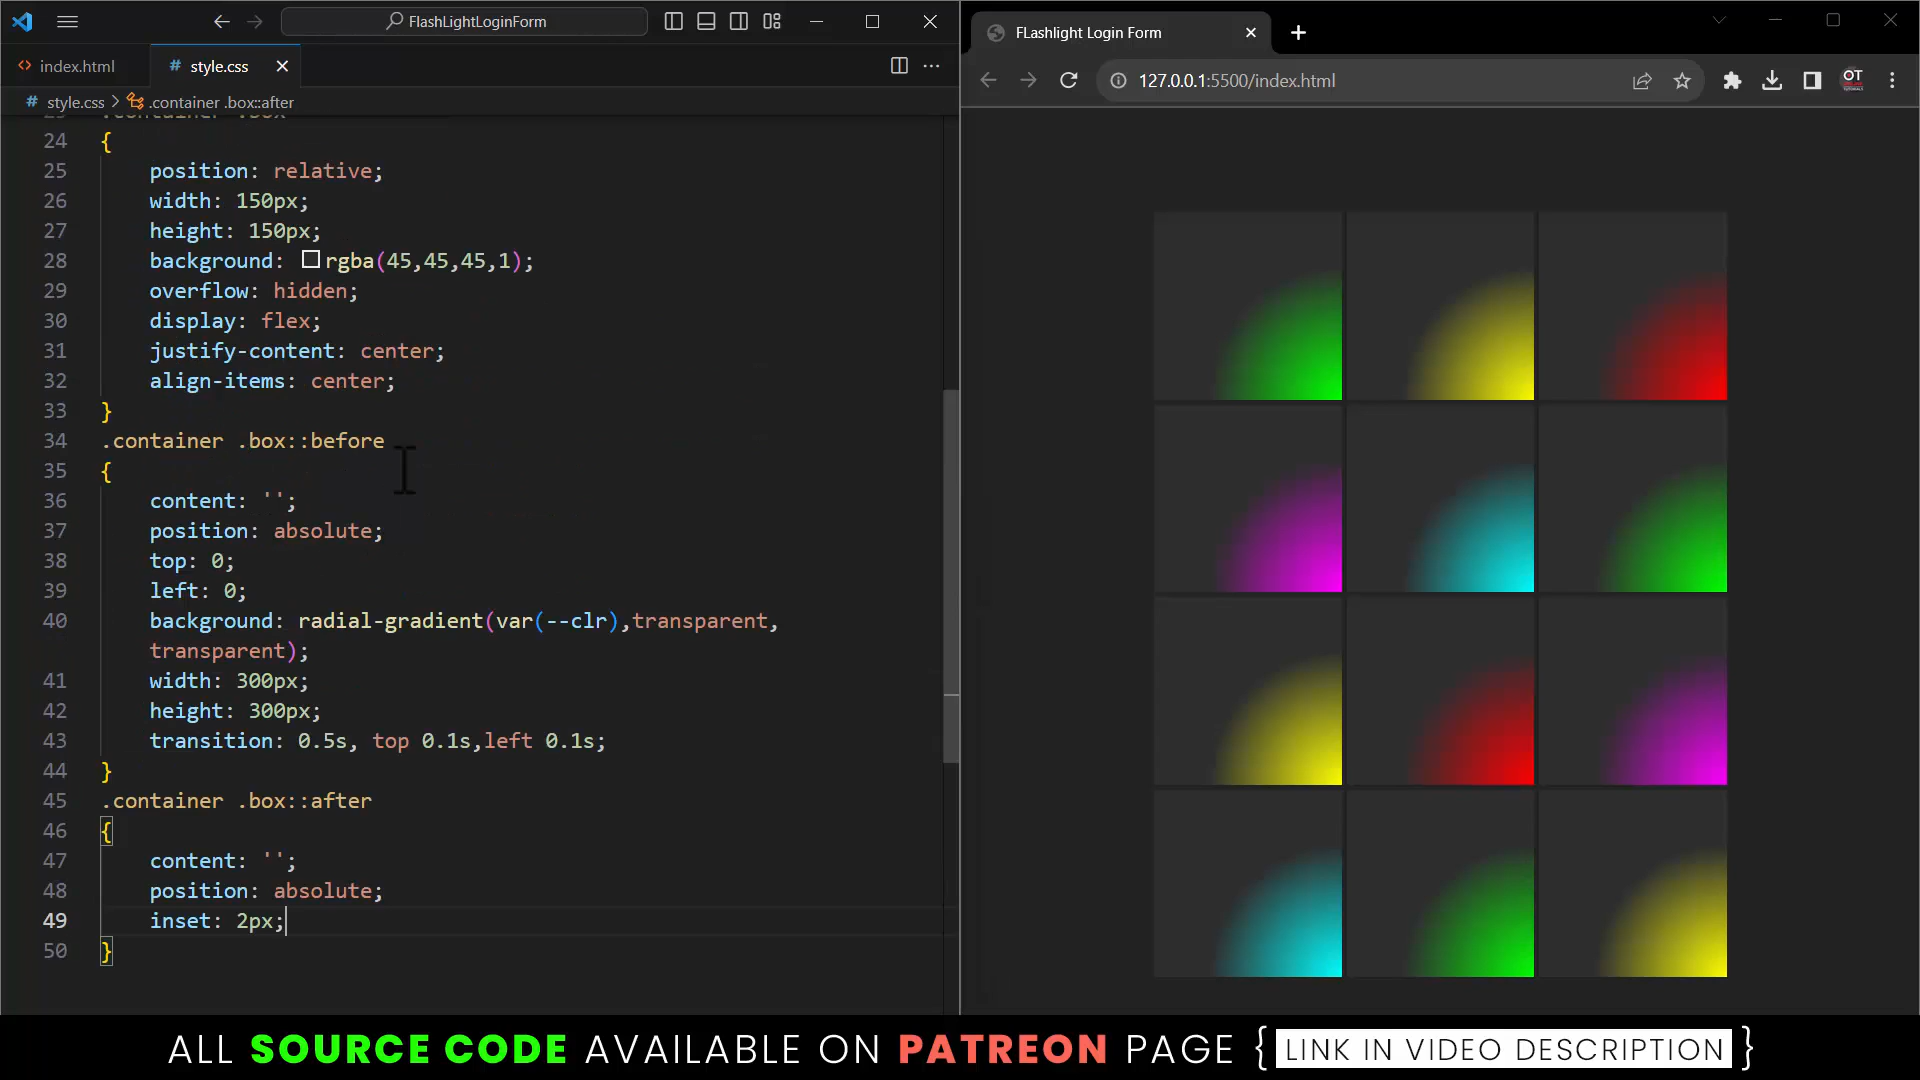 FlashLightLoginForm
index.html
# style.css
# style.css > .container .box::after
23 .container .box
24 {
25 position: relative;
26 width: 150px;
27 height: 150px;
28 background: rgba(45,45,45,1);
29 overflow: hidden;
30 display: flex;
31 justify-content: center;
32 align-items: center;
33 }
34 .container .box::before
35 {
36 content: '';
37 position: absolute;
38 top: 0;
39 left: 0;
40 background: radial-gradient(var(--clr),transparent,
transparent);
41 width: 300px;
42 height: 300px;
43 transition: 0.5s, top 0.1s,left 0.1s;
44 }
45 .container .box::after
46 {
47 content: '';
48 position: absolute;
49 inset: 2px;
50 }
FLashlight Login Form
127.0.0.1:5500/index.html
OT
ALL SOURCE CODE AVAILABLE ON PATREON PAGE { LINK IN VIDEO DESCRIPTION }